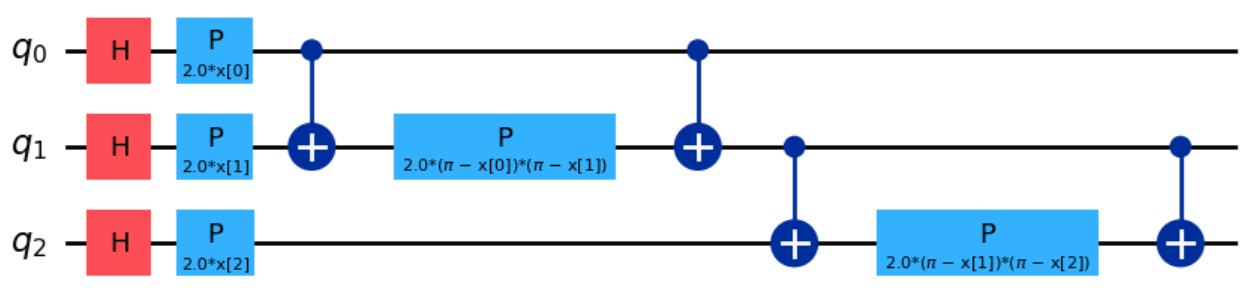 q0 H P
2.0*x[0]
q1 H P P
2.0*x[1] 2.0*(π − x[0])*(π − x[1])
q2 H P P
2.0*x[2] 2.0*(π − x[1])*(π − x[2])